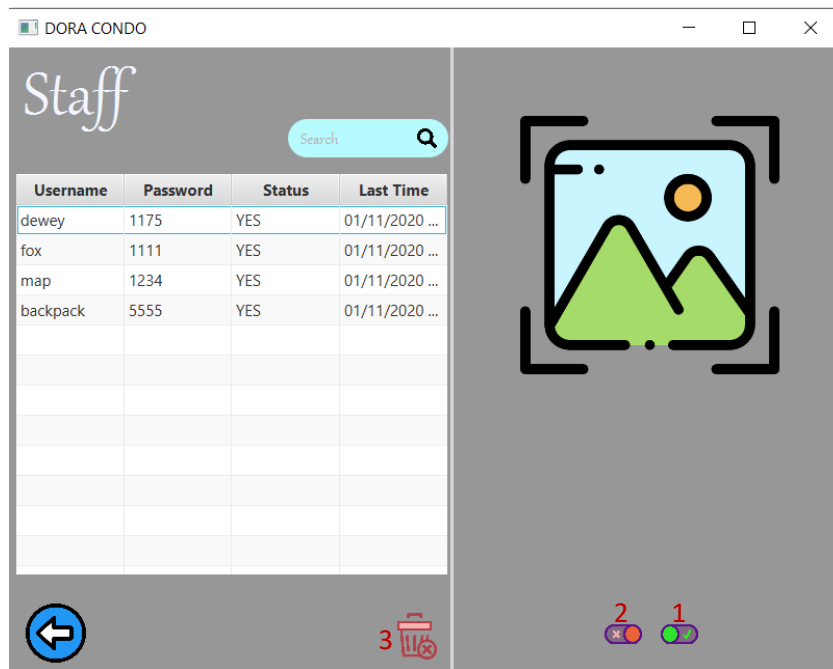 DORA CONDO
Staff
Search
Username Password Status Last Time
dewey 1175 YES 01/11/2020 ...
fox 1111 YES 01/11/2020 ...
map 1234 YES 01/11/2020 ...
backpack 5555 YES 01/11/2020 ...
3 2 1